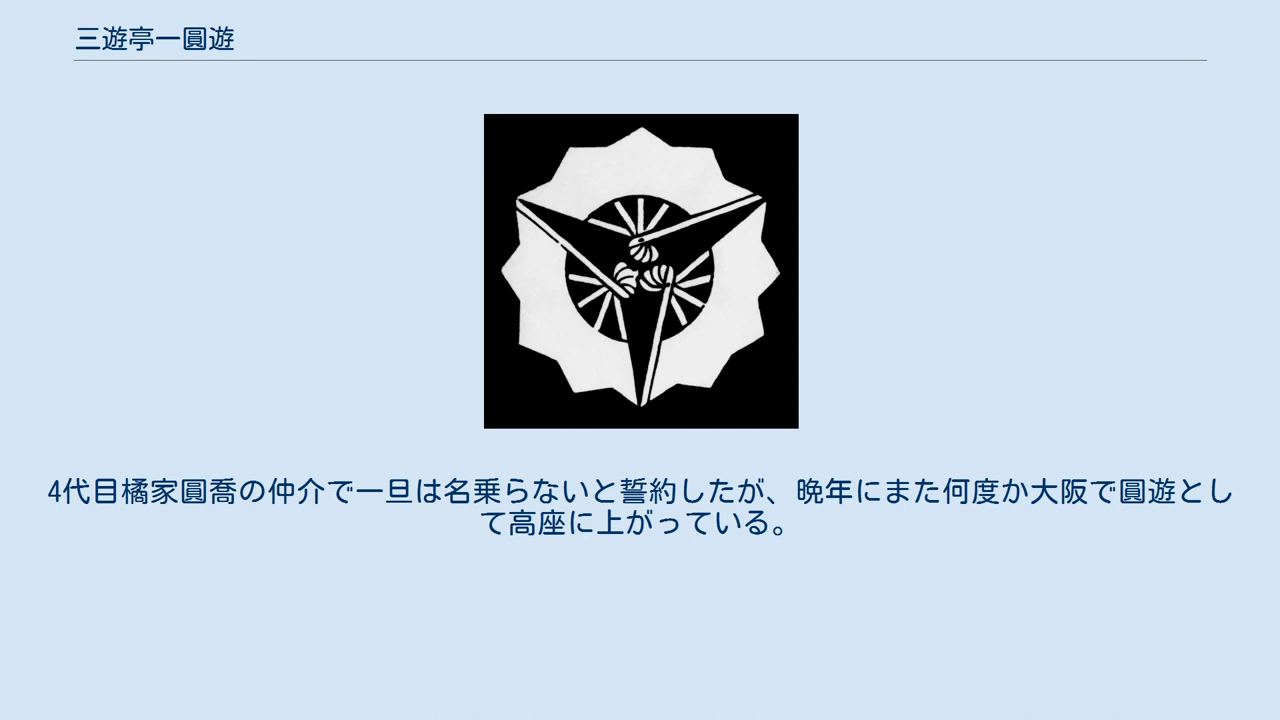 三遊亭一圓遊
4代目橘家圓喬の仲介で一旦は名乗らないと誓約したが、晩年にまた何度か大阪で圓遊とし
て高座に上がっている。